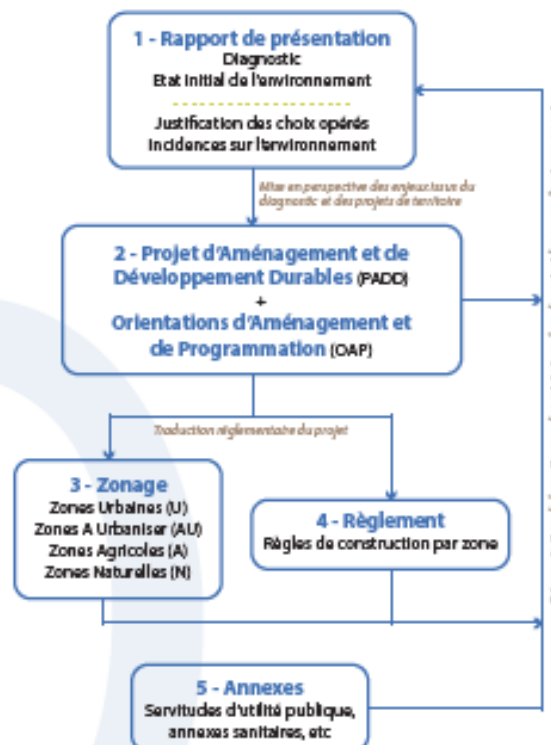 1 - Rapport de présentation
Diagnostic
Etat Initial de l'environnement
Justification des choix opérés
Incidences sur l'environnement
Mise en perspective des enjeux issus du
diagnostic et des projets de territoire
2 - Projet d'Aménagement et de
Développement Durables (PADD)
+
Orientations d'Aménagement et
de Programmation (OAP)
Traduction réglementaire du projet
3 - Zonage
Zones Urbaines (U)
Zones A Urbaniser (AU)
Zones Agricoles (A)
Zones Naturelles (N)
4 - Règlement
Règles de construction par zone
5 - Annexes
Servitudes d'utilité publique,
annexes sanitaires, etc